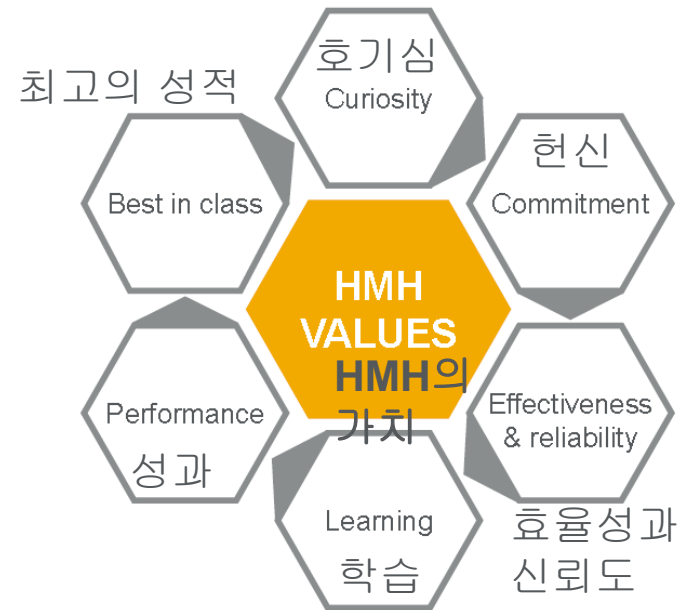 호기심
Curiosity
헌신
Commitment
Effectiveness
& reliability
효율성과
신뢰도
Learning
학습
Performance
성과
최고의 성적
Best in class
HMH
VALUES
HMH의
가치